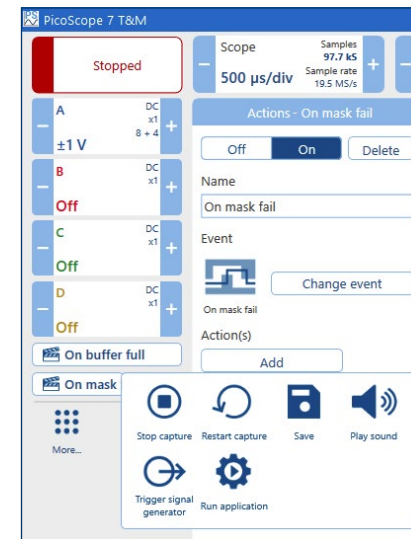 PicoScope 7 T&M
Stopped
Scope
Samples
97.7 kS
500 µs/div
Sample rate
19.5 MS/s
A
DC
x1
8 + 4
±1 V
B
DC
x1
Off
C
DC
x1
Off
D
DC
x1
Off
On buffer full
On mask
More...
Actions - On mask fail
Off
On
Delete
Name
On mask fail
Event
Change event
On mask fail
Action(s)
Add
Stop capture
Restart capture
Save
Play sound
Trigger signal
generator
Run application